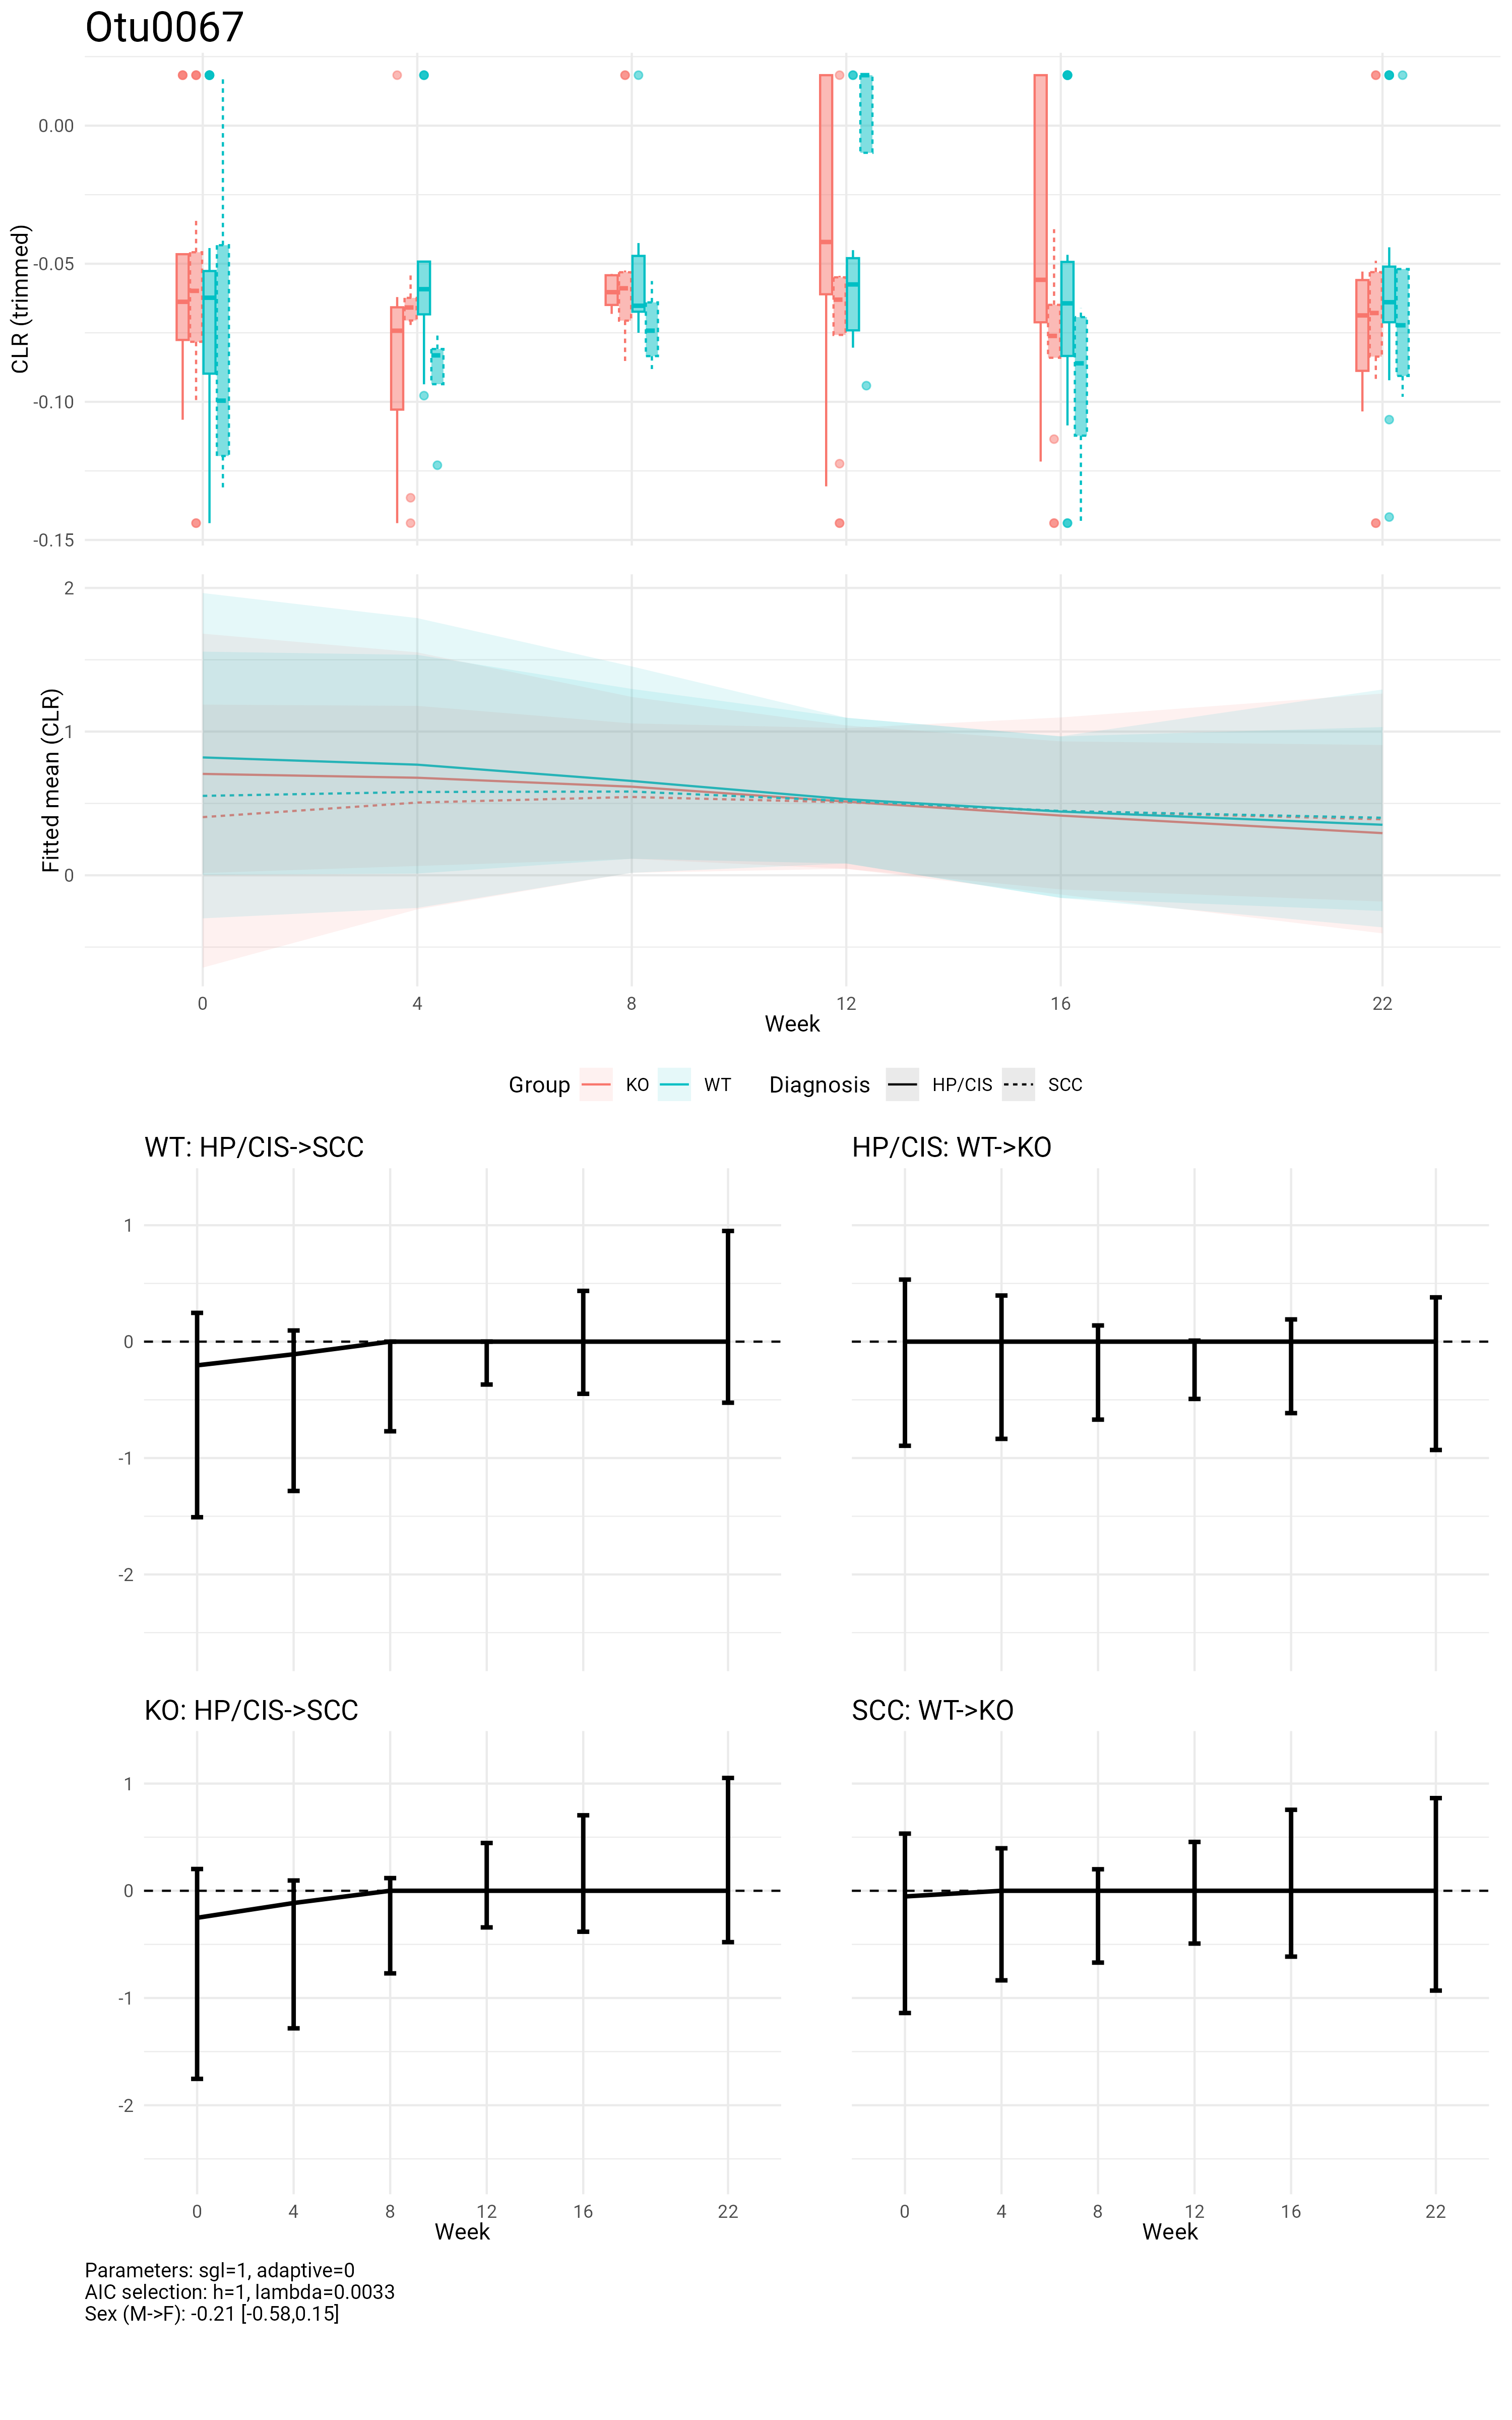 Otu0067
CLR (trimmed)
0.00
-0.05
-0.10
-0.15
Fitted mean (CLR)
2
1
0
0 4 8 12 16 22
Week
Group KO WT Diagnosis HP/CIS SCC
WT: HP/CIS->SCC HP/CIS: WT->KO
1
0
-1
-2
KO: HP/CIS->SCC SCC: WT->KO
1
0
-1
-2
0 4 8 12 16 22 0 4 8 12 16 22
Week Week
Parameters: sgl=1, adaptive=0
AIC selection: h=1, lambda=0.0033
Sex (M->F): -0.21 [-0.58,0.15]